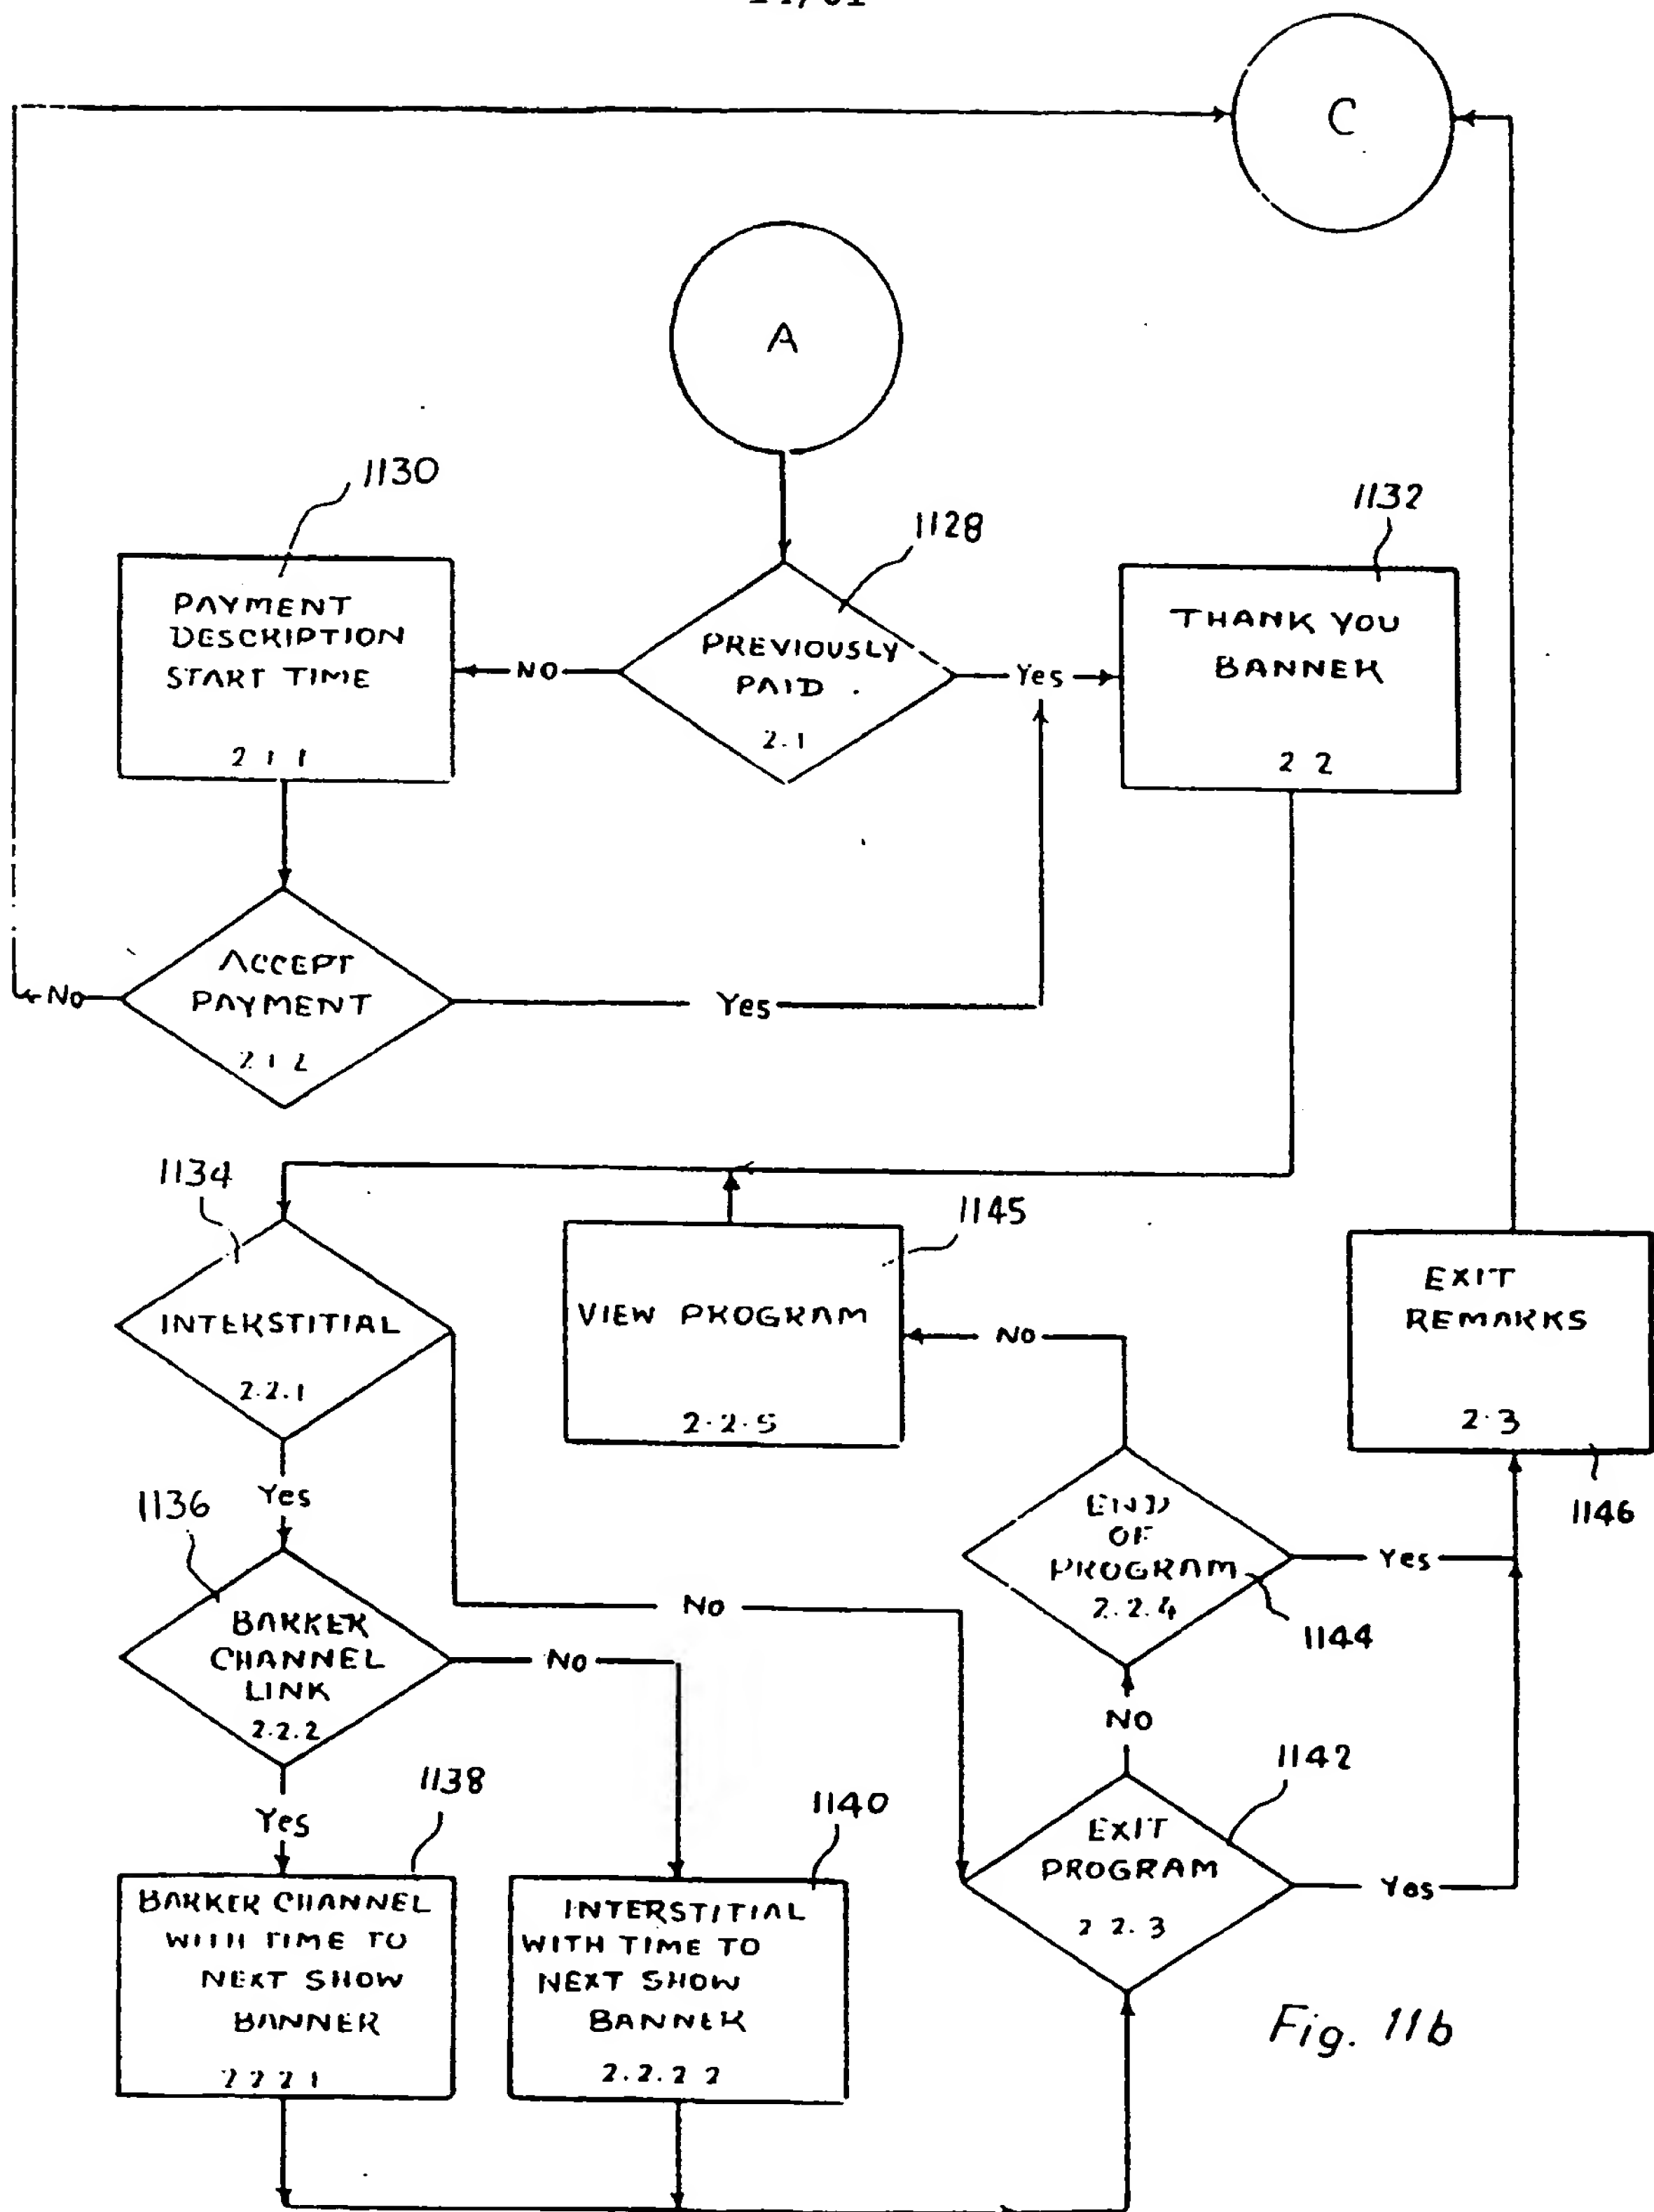 C
A
1130
1128
1132
PAYMENT
DESCRIPTION
START TIME
2 1 1
NO
PREVIOUSLY
PAID
2.1
Yes
THANK YOU
BANNER
2 2
ACCEPT
PAYMENT
2 1 2
No
Yes
1134
1145
INTERSTITIAL
2.2.1
VIEW PROGRAM
2.2.5
NO
EXIT
REMARKS
2.3
1146
Yes
1136
END
OF
PROGRAM
2.2.4
Yes
1144
No
BARKER
CHANNEL
LINK
2.2.2
No
NO
1138
1140
1142
Yes
EXIT
PROGRAM
2 2.3
Yes
BARKER CHANNEL
WITH TIME TO
NEXT SHOW
BANNER
2 2 2 1
INTERSTITIAL
WITH TIME TO
NEXT SHOW
BANNER
2.2.2 2
Fig. 11b